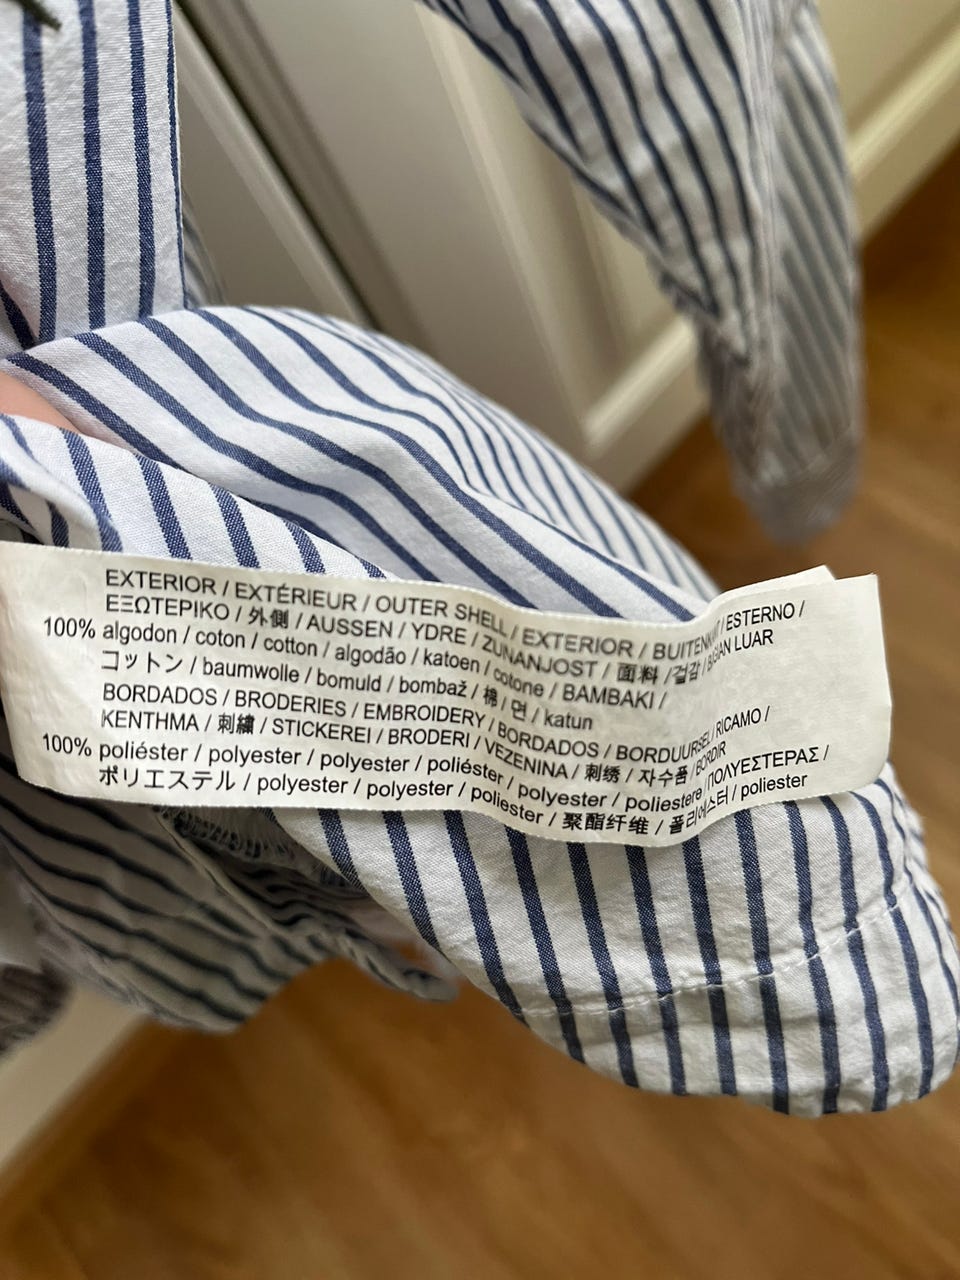 EXTERIOR / EXTÉRIEUR / OUTER SHELL / EXTERIOR / BUITENKANT / ESTERNO /
ΕΞΩΤΕΡΙΚΟ / 外側 / AUSSEN / YDRE / ZUNANJOST / 面料 / 겉감 / BAGIAN LUAR
100% algodon / coton / cotton / algodão / katoen / cotone / ΒΑΜΒΑΚΙ /
コットン / baumwolle / bomuld / bombaž / 棉 / 면 / katun
BORDADOS / BRODERIES / EMBROIDERY / BORDADOS / BORDUURSEL / RICAMO /
ΚΕΝΤΗΜΑ / 刺繍 / STICKEREI / BRODERI / VEZENINA / 刺绣 / 자수품 / BORDIR
100% poliéster / polyester / polyester / poliéster / polyester / poliestere / ΠΟΛΥΕΣΤΕΡΑΣ /
ポリエステル / polyester / polyester / poliester / 聚酯纤维 / 폴리에스터 / poliester